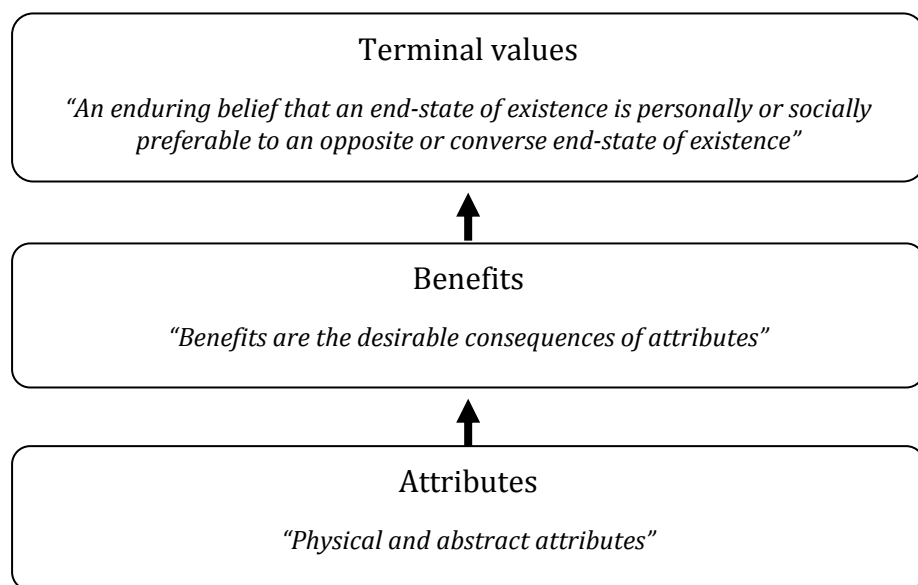 Terminal values
“An enduring belief that an end-state of existence is personally or socially
preferable to an opposite or converse end-state of existence”
Benefits
“Benefits are the desirable consequences of attributes”
Attributes
“Physical and abstract attributes”